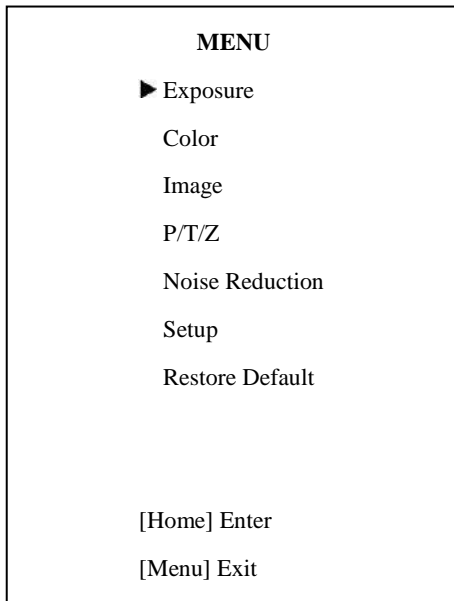 MENU
Exposure
Color
Image
P/T/Z
Noise Reduction
Setup
Restore Default
[Home] Enter
[Menu] Exit